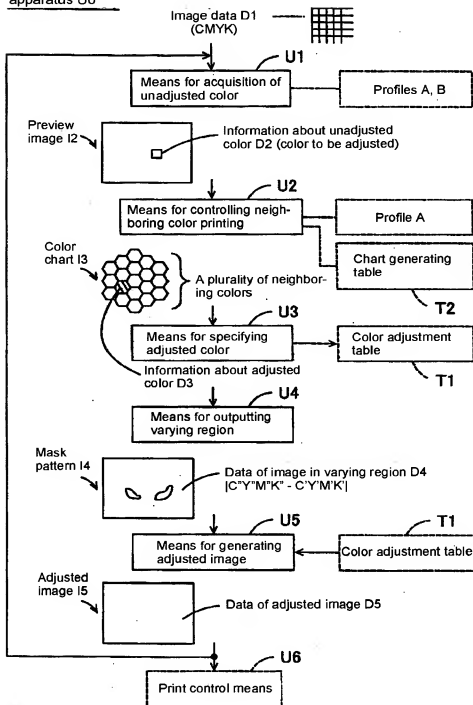 apparatus U0
Image data D1
(CMYK)
U1
Means for acquisition of
unadjusted color
Profiles A, B
Preview
image I2
Information about unadjusted
color D2 (color to be adjusted)
U2
Means for controlling neigh-
boring color printing
Profile A
Color
chart I3
A plurality of neighbor-
ing colors
Chart generating
table
T2
U3
Means for specifying
adjusted color
Color adjustment
table
T1
Information about adjusted
color D3
U4
Means for outputting
varying region
Mask
pattern I4
Data of image in varying region D4
|C"Y"M"K" - C'Y'M'K'|
U5
Means for generating
adjusted image
T1
Color adjustment table
Adjusted
image I5
Data of adjusted image D5
U6
Print control means